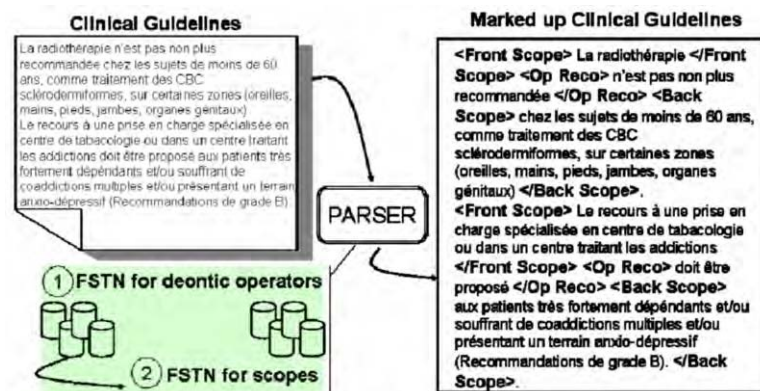 Clinical Guidelines
La radiothérapie n'est pas non plus
recommandée chez les sujets de moins de 60
ans, comme traitement des CBC
sclérodermiformes, sur certaines zones (oreilles,
mains, pieds, jambes, organes génitaux)
Le recours à une prise en charge spécialisée en
centre de tabacologie ou dans un centre traitant
les addictions doit être proposé aux patients très
fortement dépéndants et/ou souffrant de
coaddictions multiples et/ou présentant un terrain
anxio-dépressif (Recommandations de grade B).
PARSER
1 FSTN for deontic operators
2 FSTN for scopes
Marked up Clinical Guidelines
<Front Scope> La radiothérapie </Front
Scope> <Op Reco> n'est pas non plus
recommandée </Op Reco> <Back
Scope> chez les sujets de moins de 60 ans,
comme traitement des CBC
sclérodermiformes, sur certaines zones
(oreilles, mains, pieds, jambes, organes
génitaux) </Back Scope>.
<Front Scope> Le recours à une prise en
charge spécialisée en centre de tabacologie
ou dans un centre traitant les addictions
</Front Scope> <Op Reco> doit être
proposé </Op Reco> <Back Scope>
aux patients très fortement dépéndants et/ou
souffrant de coaddictions multiples et/ou
présentant un terrain anxio-dépressif
(Recommandations de grade B). </Back
Scope>.